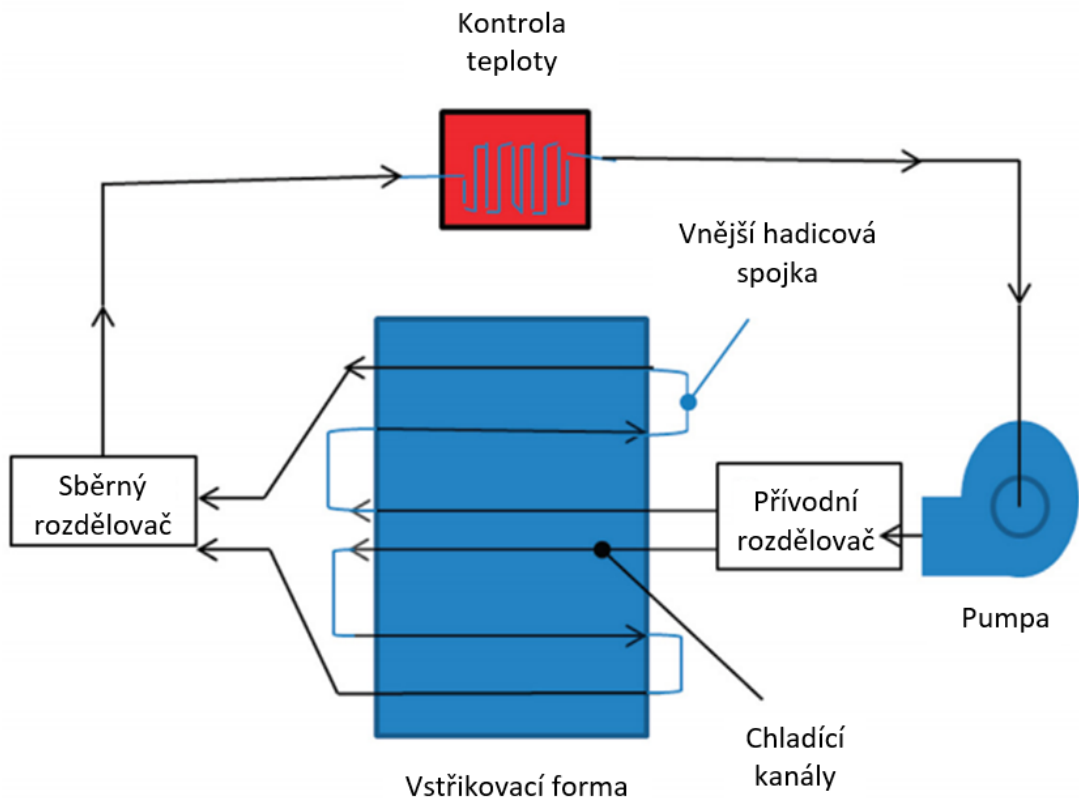 Kontrola
teploty
Vnější hadicová
spojka
Sběrný
rozdělovač
Přívodní
rozdělovač
Pumpa
Chladící
kanály
Vstřikovací forma